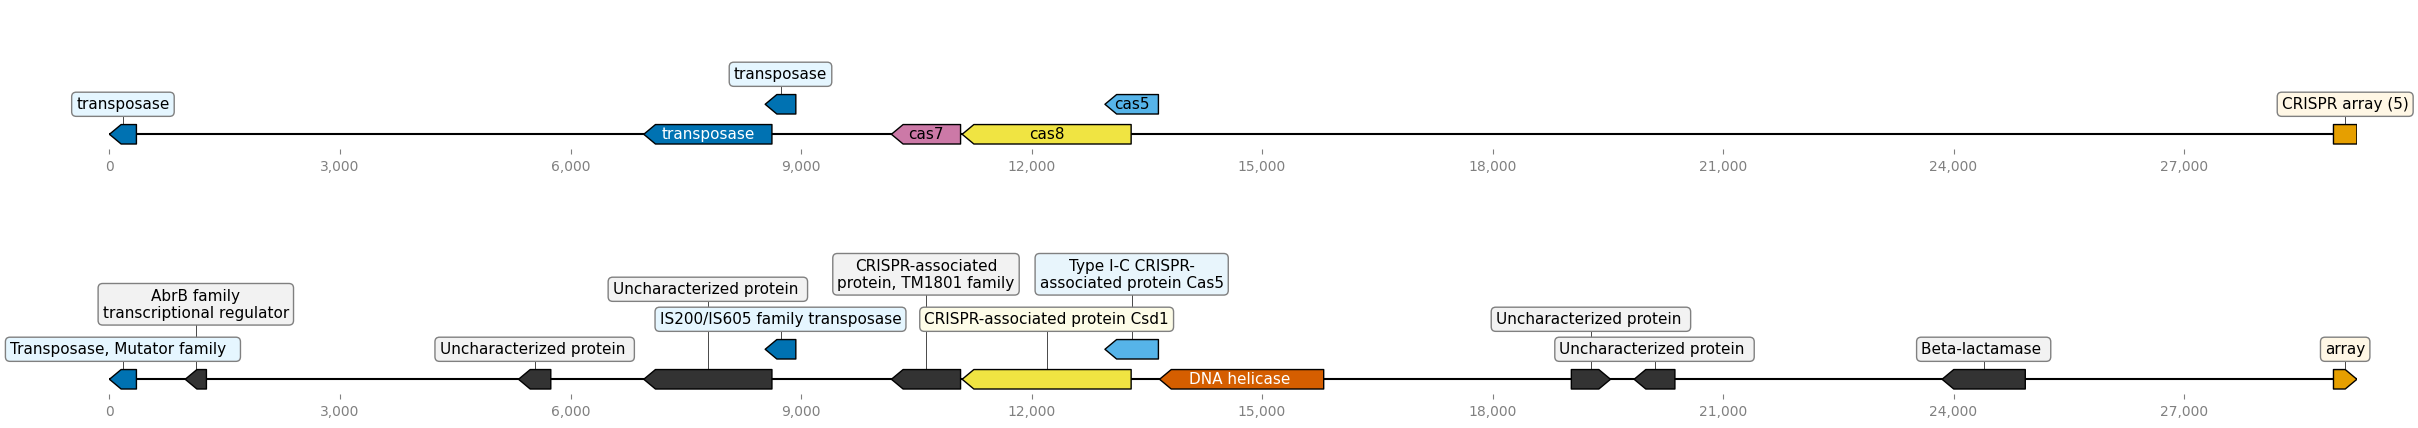 transposase
transposase
cas5
CRISPR array (5)
transposase
cas7
cas8
0
3,000
6,000
9,000
12,000
15,000
18,000
21,000
24,000
27,000
CRISPR-associated
protein, TM1801 family
Type I-C CRISPR-
associated protein Cas5
Uncharacterized protein
AbrB family
transcriptional regulator
IS200/IS605 family transposase
CRISPR-associated protein Csd1
Uncharacterized protein
Transposase, Mutator family
Uncharacterized protein
Uncharacterized protein
Beta-lactamase
array
DNA helicase
0
3,000
6,000
9,000
12,000
15,000
18,000
21,000
24,000
27,000